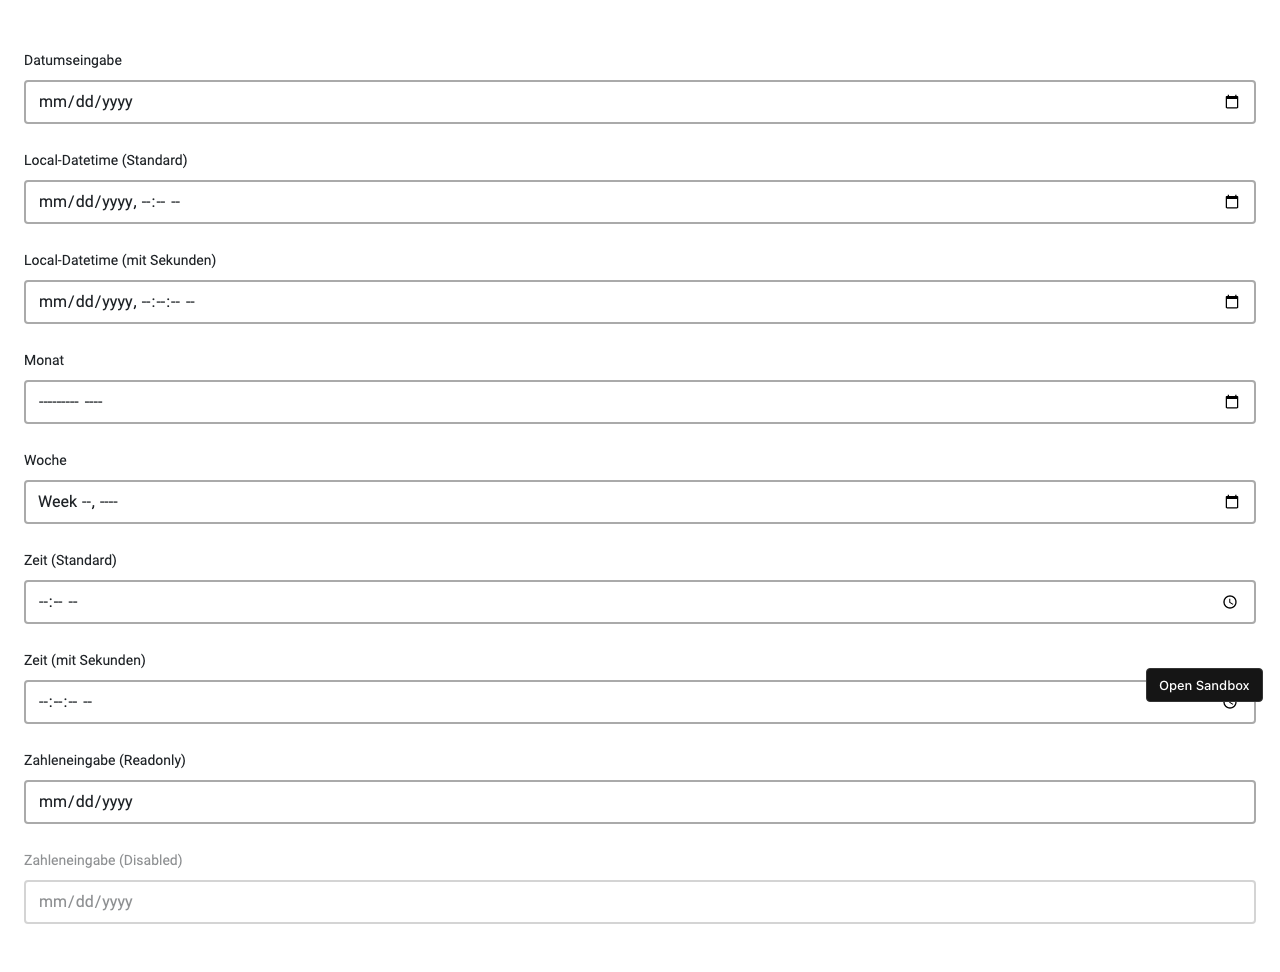 Datumseingabe
mm/dd/yyyy
Local-Datetime (Standard)
mm/dd/yyyy, --:-- --
Local-Datetime (mit Sekunden)
mm/dd/yyyy, --:--:-- --
Monat
--------- ----
Woche
Week --, ----
Zeit (Standard)
--:-- --
Zeit (mit Sekunden)
Open Sandbox
--:--:-- --
Zahleneingabe (Readonly)
mm/dd/yyyy
Zahleneingabe (Disabled)
mm/dd/yyyy